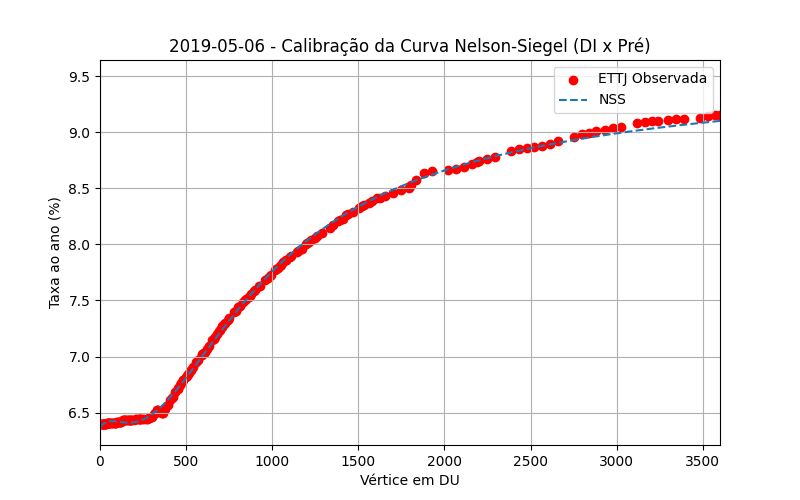 2019-05-06 - Calibração da Curva Nelson-Siegel (DI x Pré)
ETTJ Observada
NSS
Taxa ao ano (%)
9.5
9.0
8.5
8.0
7.5
7.0
6.5
0 500 1000 1500 2000 2500 3000 3500
Vértice em DU